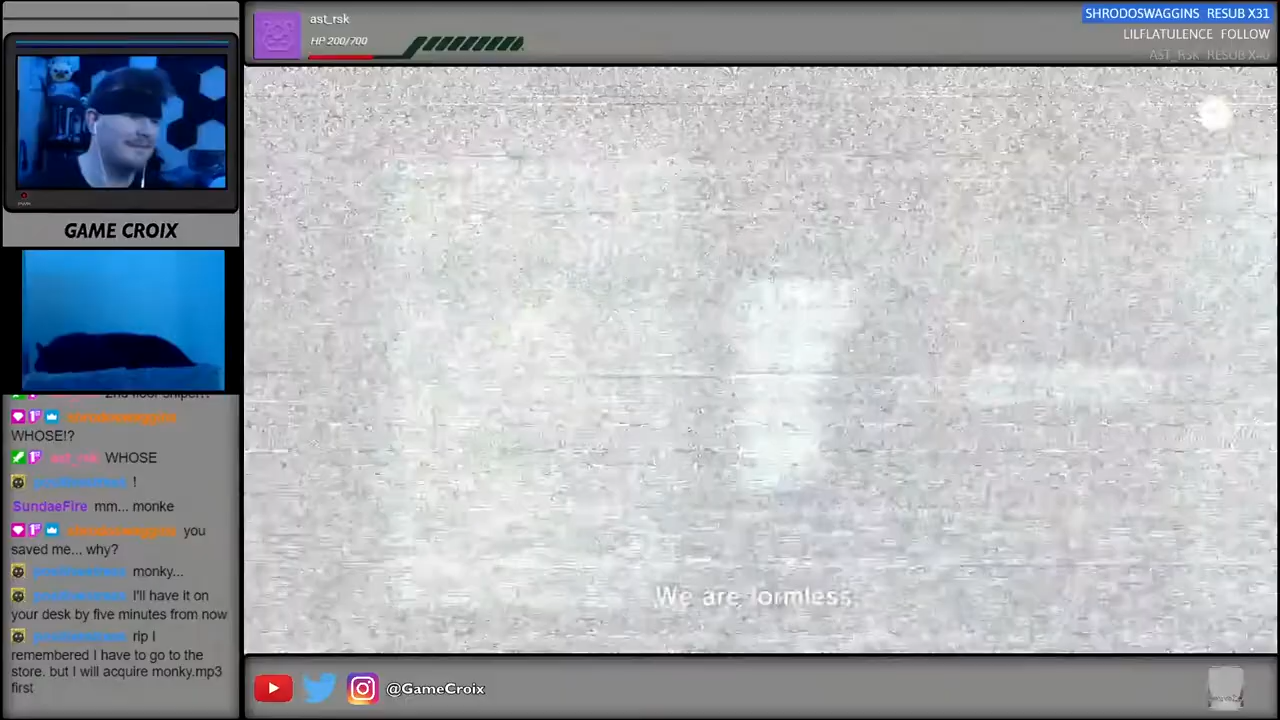 ast_rsk
HP 200/700
SHRODOSWAGGINS RESUB X31
LILFLATULENCE FOLLOW
AST_RSK RESUB X40
GAME CROIX
WHOSE!?
ast_rsk WHOSE
!
SundaeFire mm... monke
shrodoswaggins you
saved me... why?
monky...
I'll have it on
your desk by five minutes from now
rip I
remembered I have to go to the
store. but I will acquire monky.mp3
first
We are formless.
@GameCroix